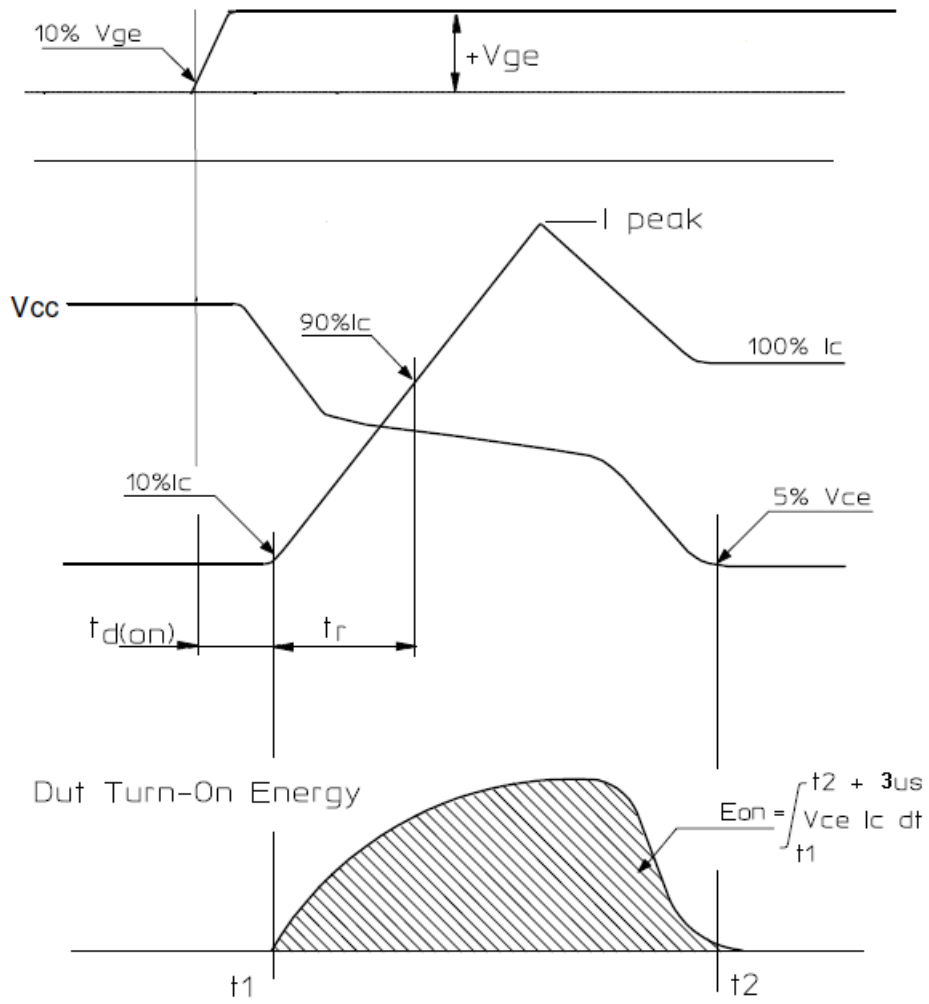 10% Vge
+Vge
I peak
Vcc
90%Ic
100% Ic
10%Ic
5% Vce
td(on)
tr
Dut Turn-On Energy
t2 + 3us
Eon = ∫ Vce Ic dt
t1
t1
t2